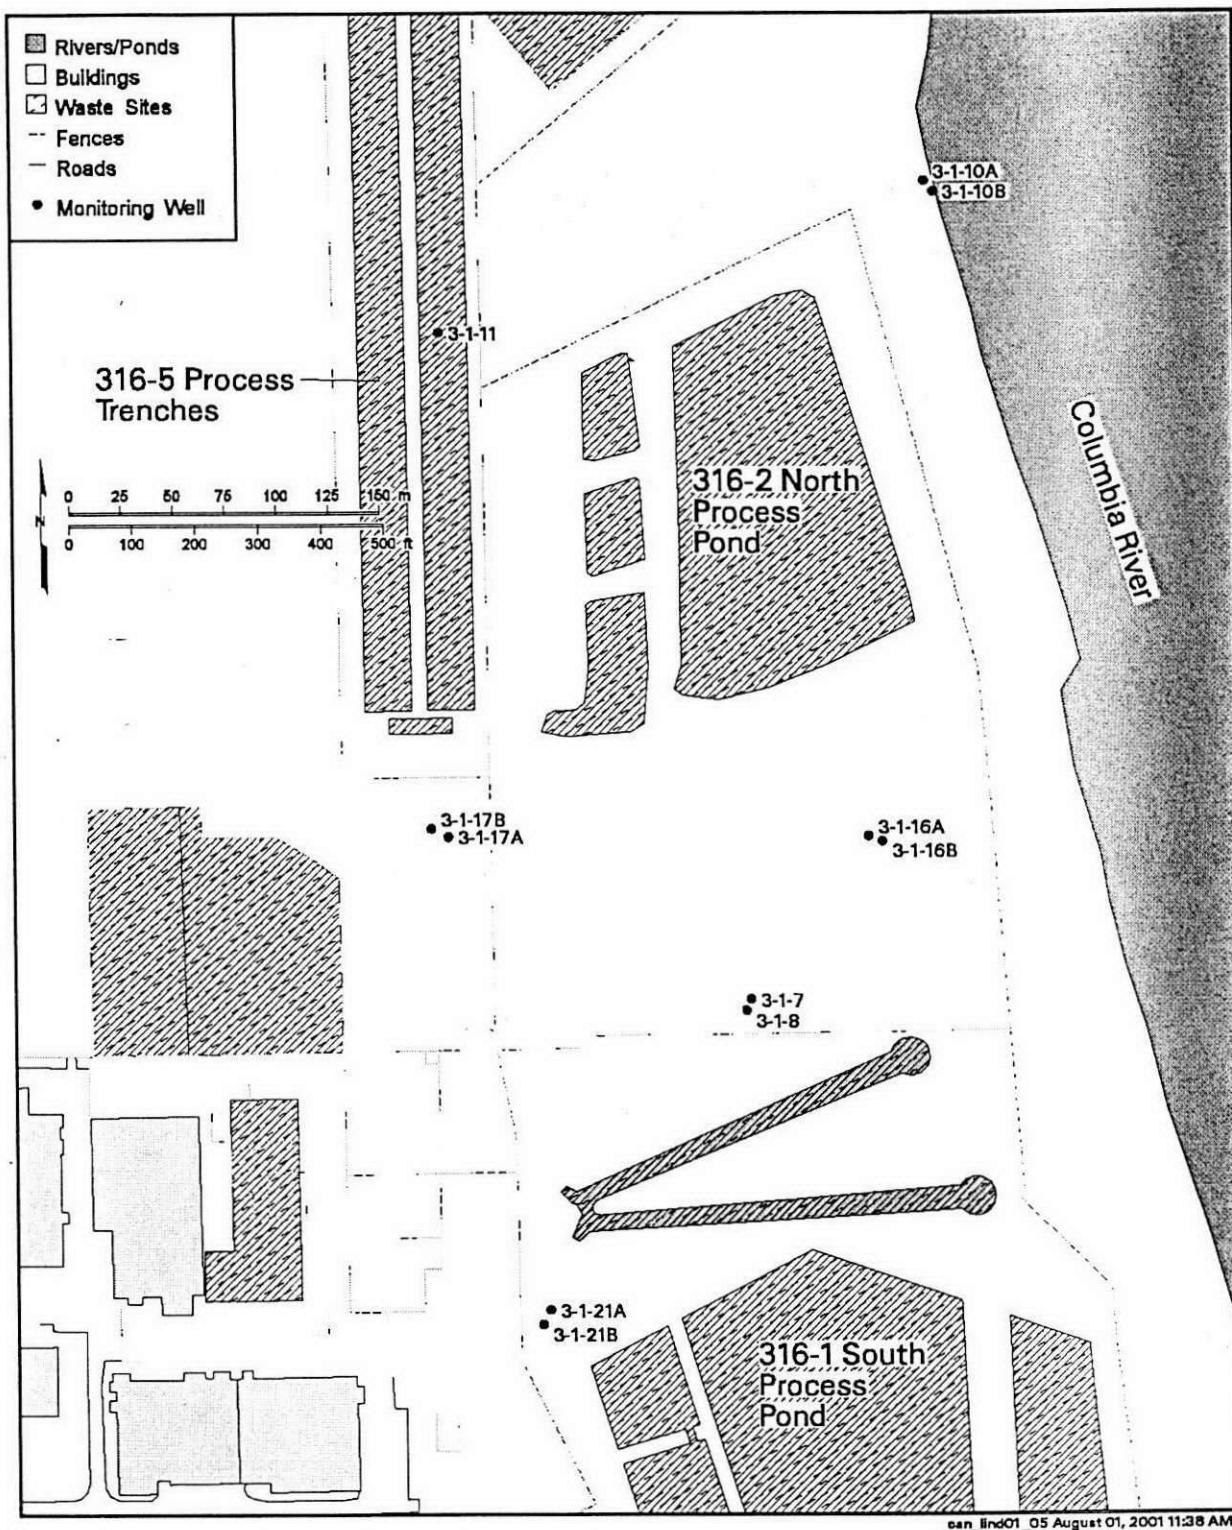 Rivers/Ponds
Buildings
Waste Sites
Fences
Roads
Monitoring Well
3-1-10A
3-1-10B
3-1-11
316-5 Process
Trenches
Columbia River
316-2 North
Process
Pond
0 25 50 75 100 125 150 m
N
0 100 200 300 400 500 ft
3-1-17B
3-1-17A
3-1-16A
3-1-16B
3-1-7
3-1-8
3-1-21A
3-1-21B
316-1 South
Process
Pond
can_lind01_05 August 01, 2001 11:38 AM